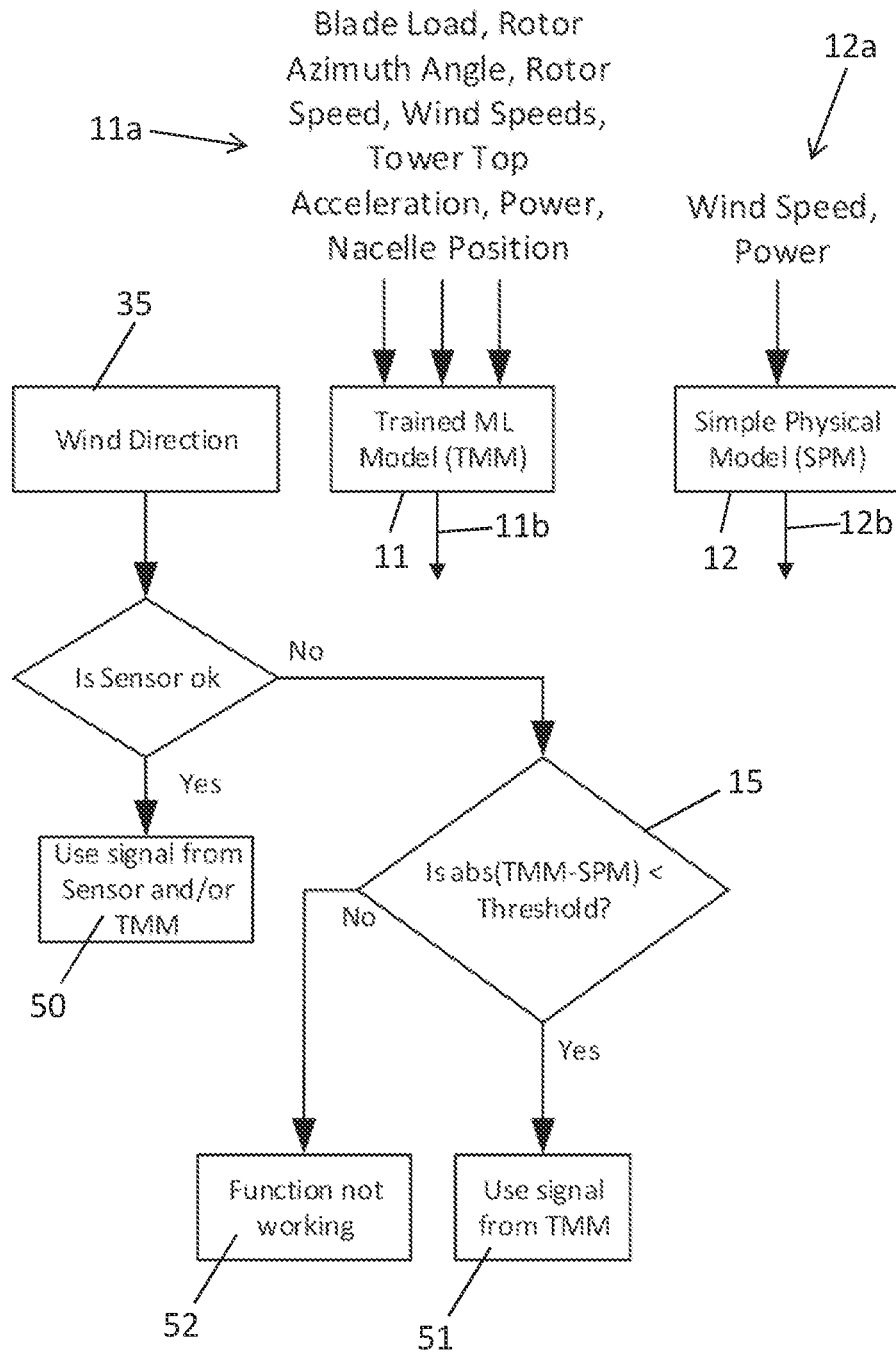 Blade Load, Rotor
Azimuth Angle, Rotor
Speed, Wind Speeds,
Tower Top
Acceleration, Power,
Nacelle Position
11a
12a
Wind Speed,
Power
35
Wind Direction
Trained ML
Model (TMM)
Simple Physical
Model (SPM)
11
11b
12
12b
Is Sensor ok
No
Yes
15
Use signal from
Sensor and/or
TMM
50
Is abs(TMM-SPM) <
Threshold?
No
Yes
Function not
working
Use signal
from TMM
52
51